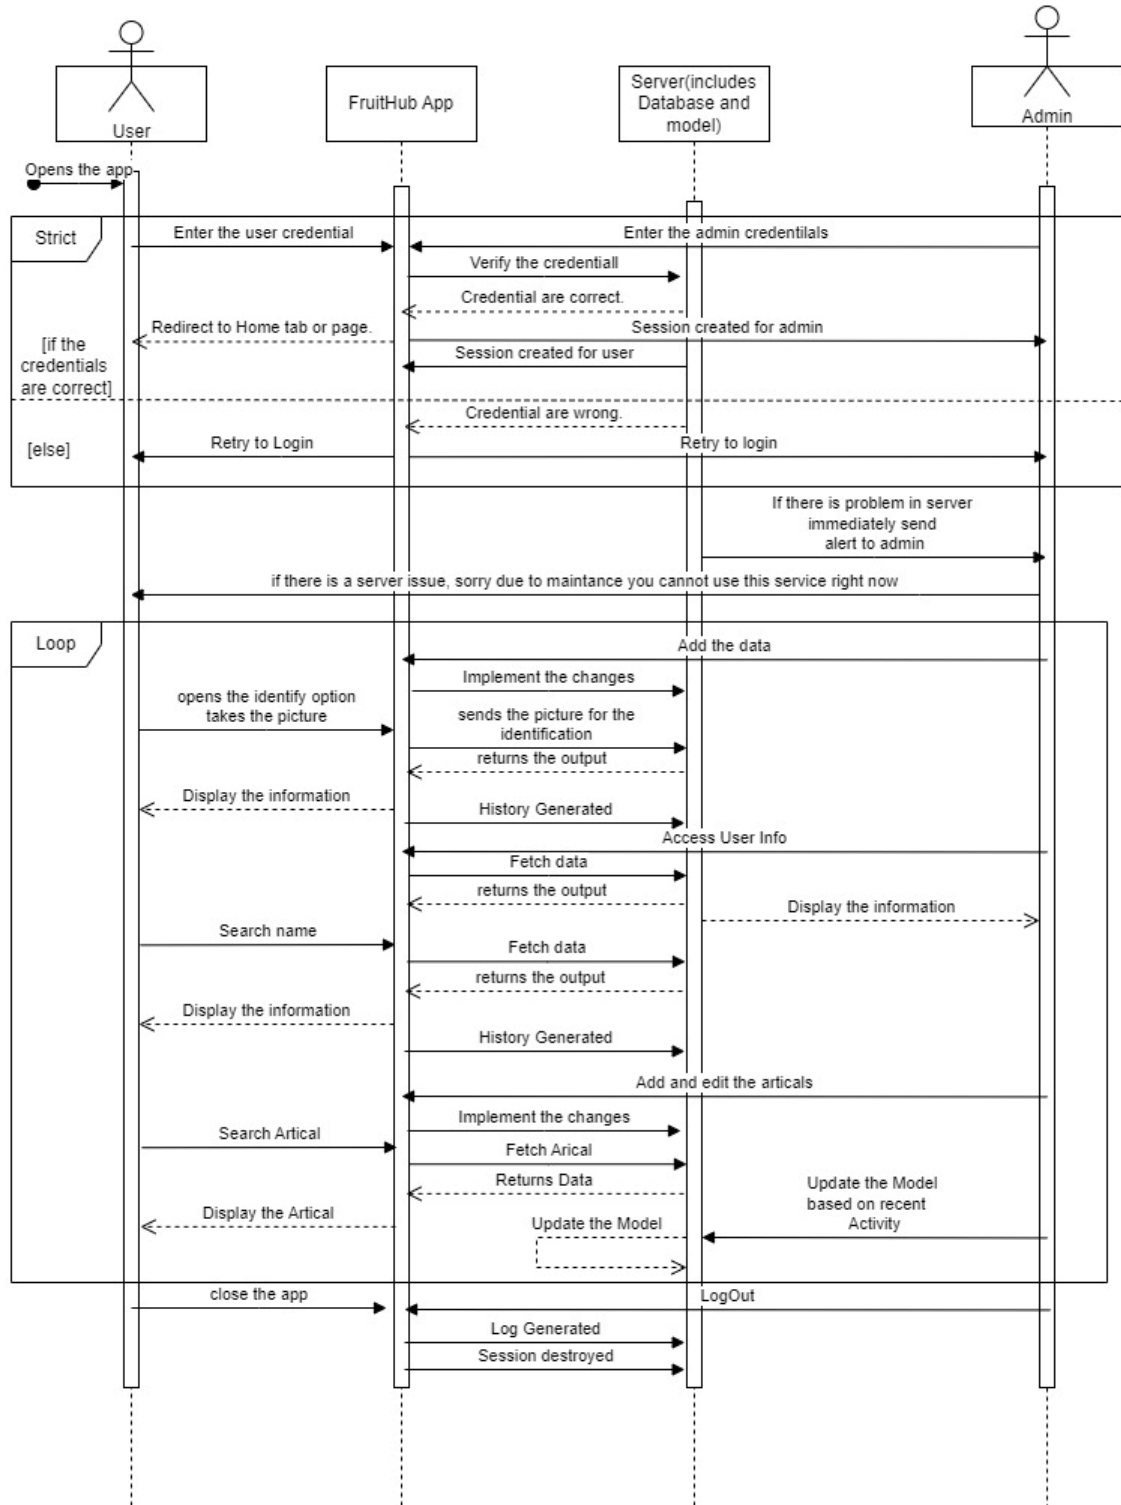 User
FruitHub App
Server(includes
Database and
model)
Admin
Opens the app
Strict
Enter the user credential
Enter the admin credentilals
Verify the credentiall
Credential are correct.
Redirect to Home tab or page.
Session created for admin
[if the
credentials
are correct]
Session created for user
Credential are wrong.
[else]
Retry to Login
Retry to login
If there is problem in server
immediately send
alert to admin
if there is a server issue, sorry due to maintance you cannot use this service right now
Loop
Add the data
Implement the changes
opens the identify option
takes the picture
sends the picture for the
identification
returns the output
Display the information
History Generated
Access User Info
Fetch data
returns the output
Display the information
Search name
Fetch data
returns the output
Display the information
History Generated
Add and edit the articals
Implement the changes
Search Artical
Fetch Arical
Returns Data
Update the Model
based on recent
Activity
Display the Artical
Update the Model
close the app
LogOut
Log Generated
Session destroyed